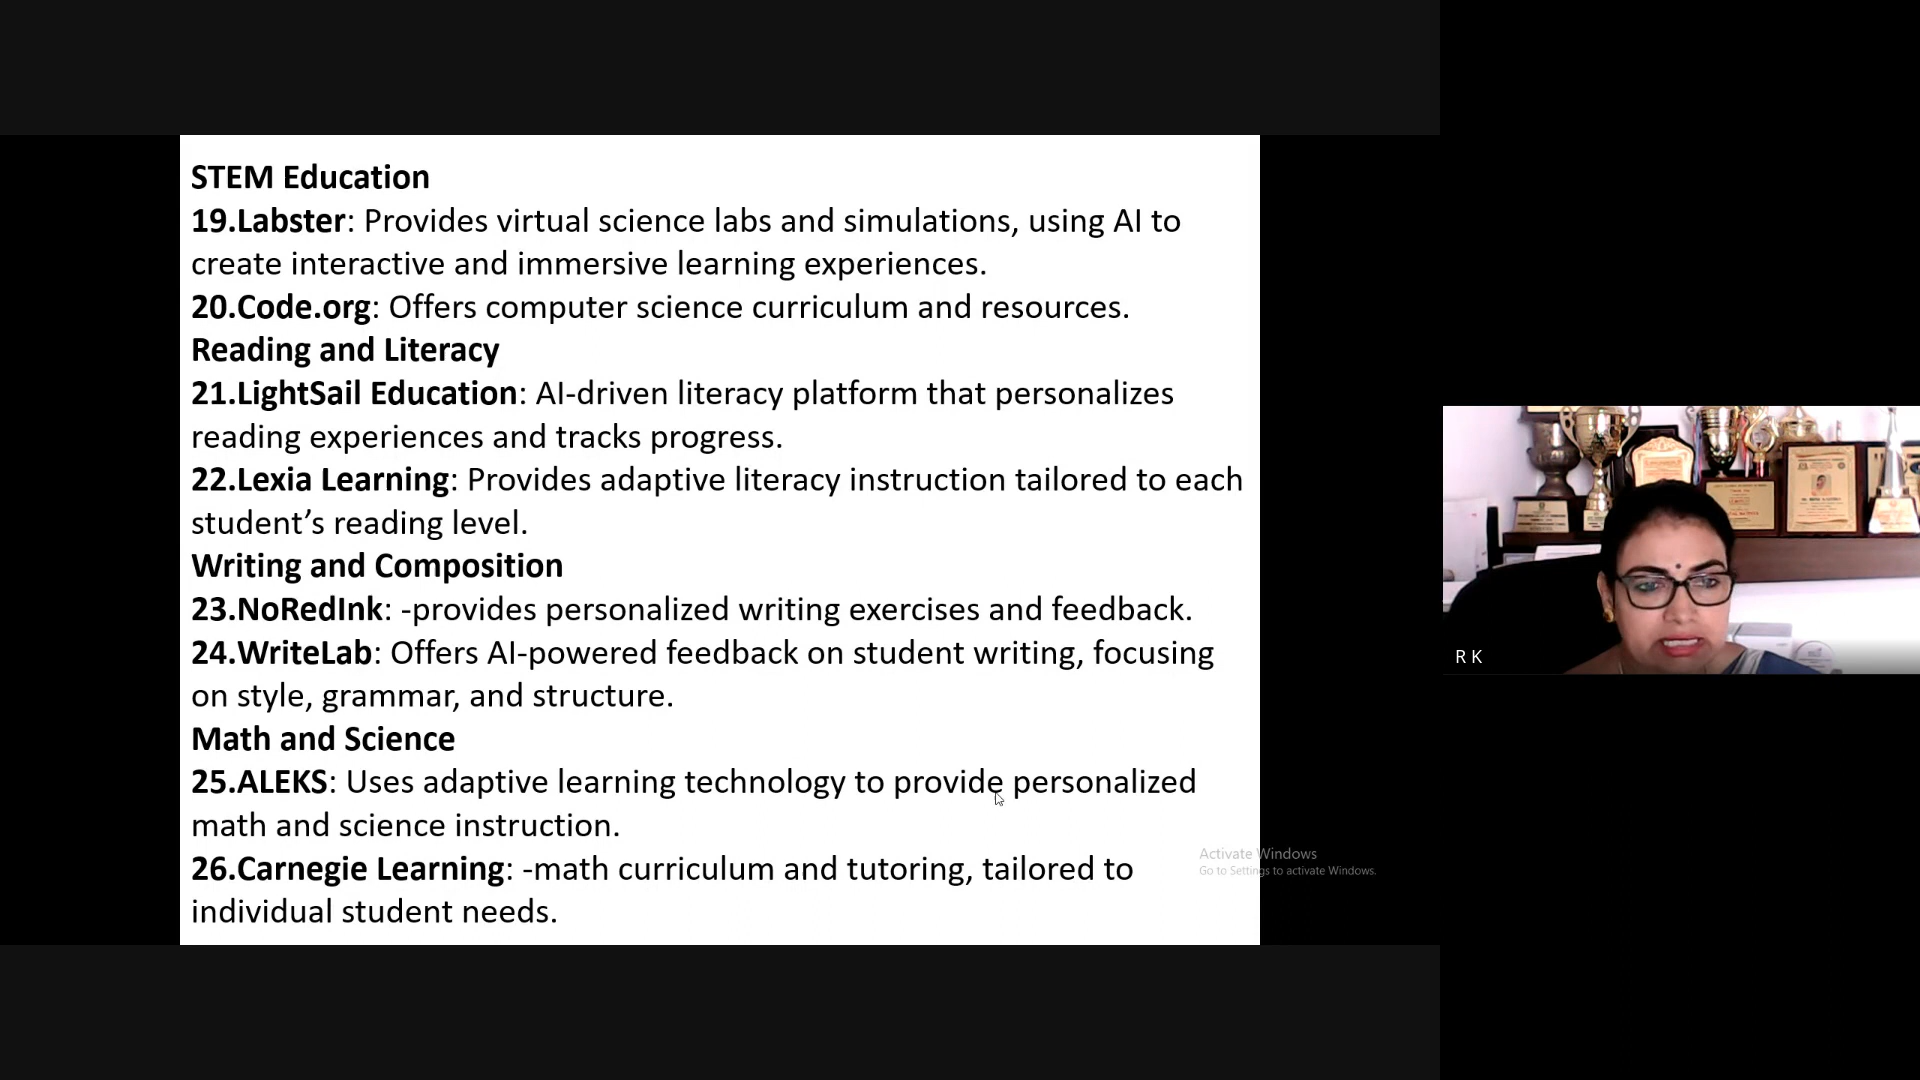 STEM Education
19.Labster: Provides virtual science labs and simulations, using AI to
create interactive and immersive learning experiences.
20.Code.org: Offers computer science curriculum and resources.
Reading and Literacy
21.LightSail Education: AI-driven literacy platform that personalizes
reading experiences and tracks progress.
22.Lexia Learning: Provides adaptive literacy instruction tailored to each
student’s reading level.
Writing and Composition
23.NoRedInk: -provides personalized writing exercises and feedback.
24.WriteLab: Offers AI-powered feedback on student writing, focusing
on style, grammar, and structure.
Math and Science
25.ALEKS: Uses adaptive learning technology to provide personalized
math and science instruction.
26.Carnegie Learning: -math curriculum and tutoring, tailored to
individual student needs.
Activate Windows
Go to Settings to activate Windows.
R K